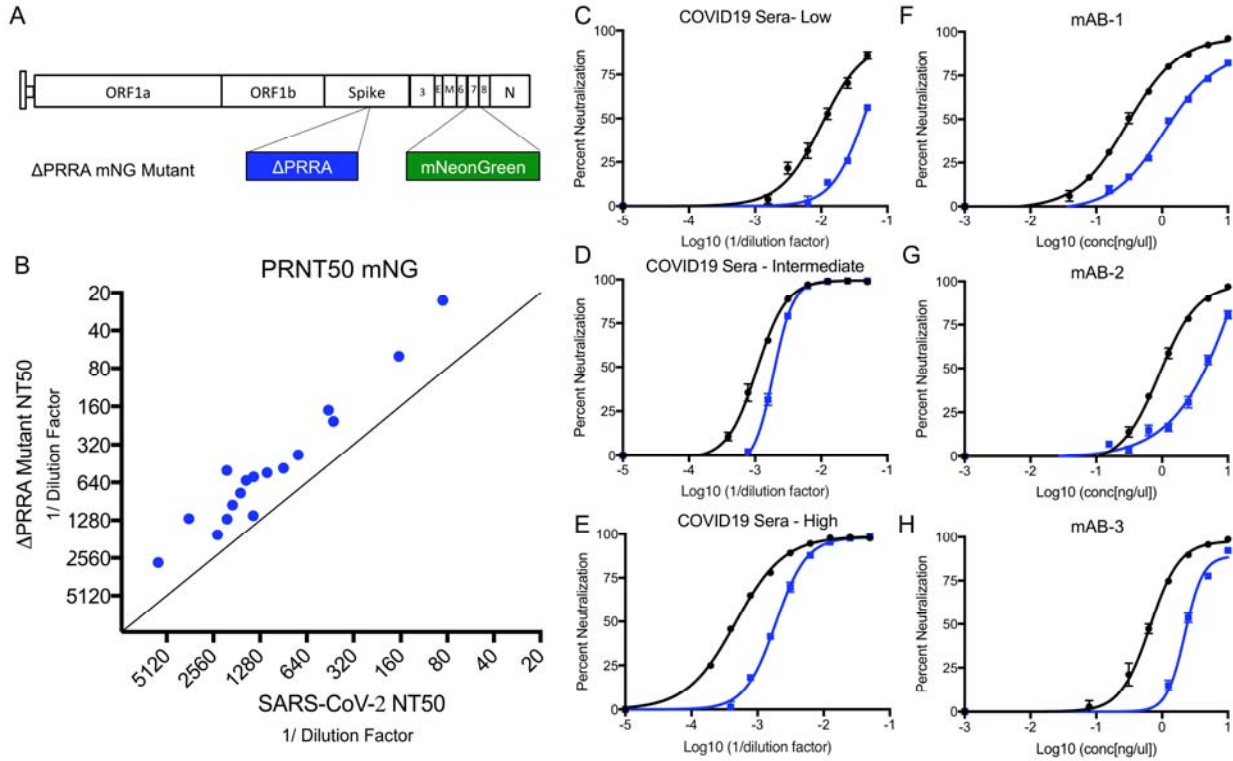 A
ORF1a
ORF1b
Spike
3
E
M
6
7
8
N
ΔPRRA mNG Mutant
ΔPRRA
mNeonGreen
B
PRNT50 mNG
ΔPRRA Mutant NT50
1/ Dilution Factor
20
40
80
160
320
640
1280
2560
5120
5120
2560
1280
640
320
160
80
40
20
SARS-CoV-2 NT50
1/ Dilution Factor
C
COVID19 Sera- Low
Percent Neutralization
100
75
50
25
0
-5
-4
-3
-2
-1
Log10 (1/dilution factor)
D
COVID19 Sera - Intermediate
Percent Neutralization
100
75
50
25
0
-5
-4
-3
-2
-1
Log10 (1/dilution factor)
E
COVID19 Sera - High
Percent Neutralization
100
75
50
25
0
-5
-4
-3
-2
-1
Log10 (1/dilution factor)
F
mAB-1
Percent Neutralization
100
75
50
25
0
-3
-2
-1
0
1
Log10 (conc[ng/ul])
G
mAB-2
Percent Neutralization
100
75
50
25
0
-3
-2
-1
0
1
Log10 (conc[ng/ul])
H
mAB-3
Percent Neutralization
100
75
50
25
0
-3
-2
-1
0
1
Log10 (conc[ng/ul])